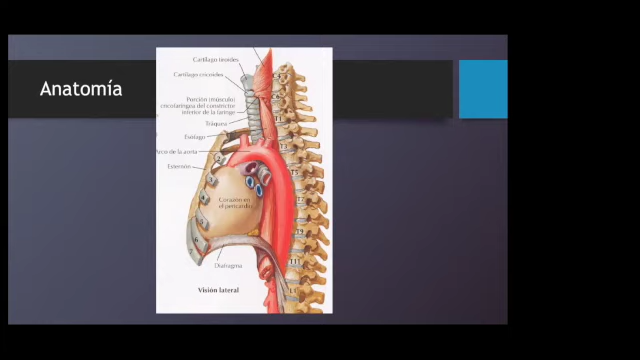 Anatomía
Cartílago tiroides
Cartílago cricoides
Porción (músculo)
cricofaríngea del constrictor
inferior de la faringe
Tráquea
Esófago
Arco de la aorta
Esternón
Corazón en
el pericardio
Diafragma
Visión lateral